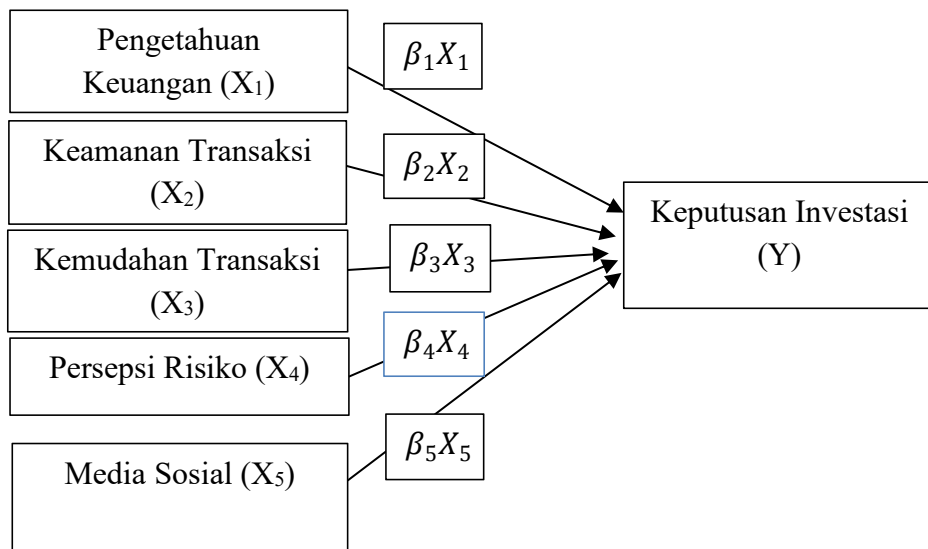 Pengetahuan
Keuangan (X₁)
β₁X₁
Keamanan Transaksi
(X₂)
β₂X₂
Kemudahan Transaksi
(X₃)
β₃X₃
Persepsi Risiko (X₄)
β₄X₄
Media Sosial (X₅)
β₅X₅
Keputusan Investasi
(Y)